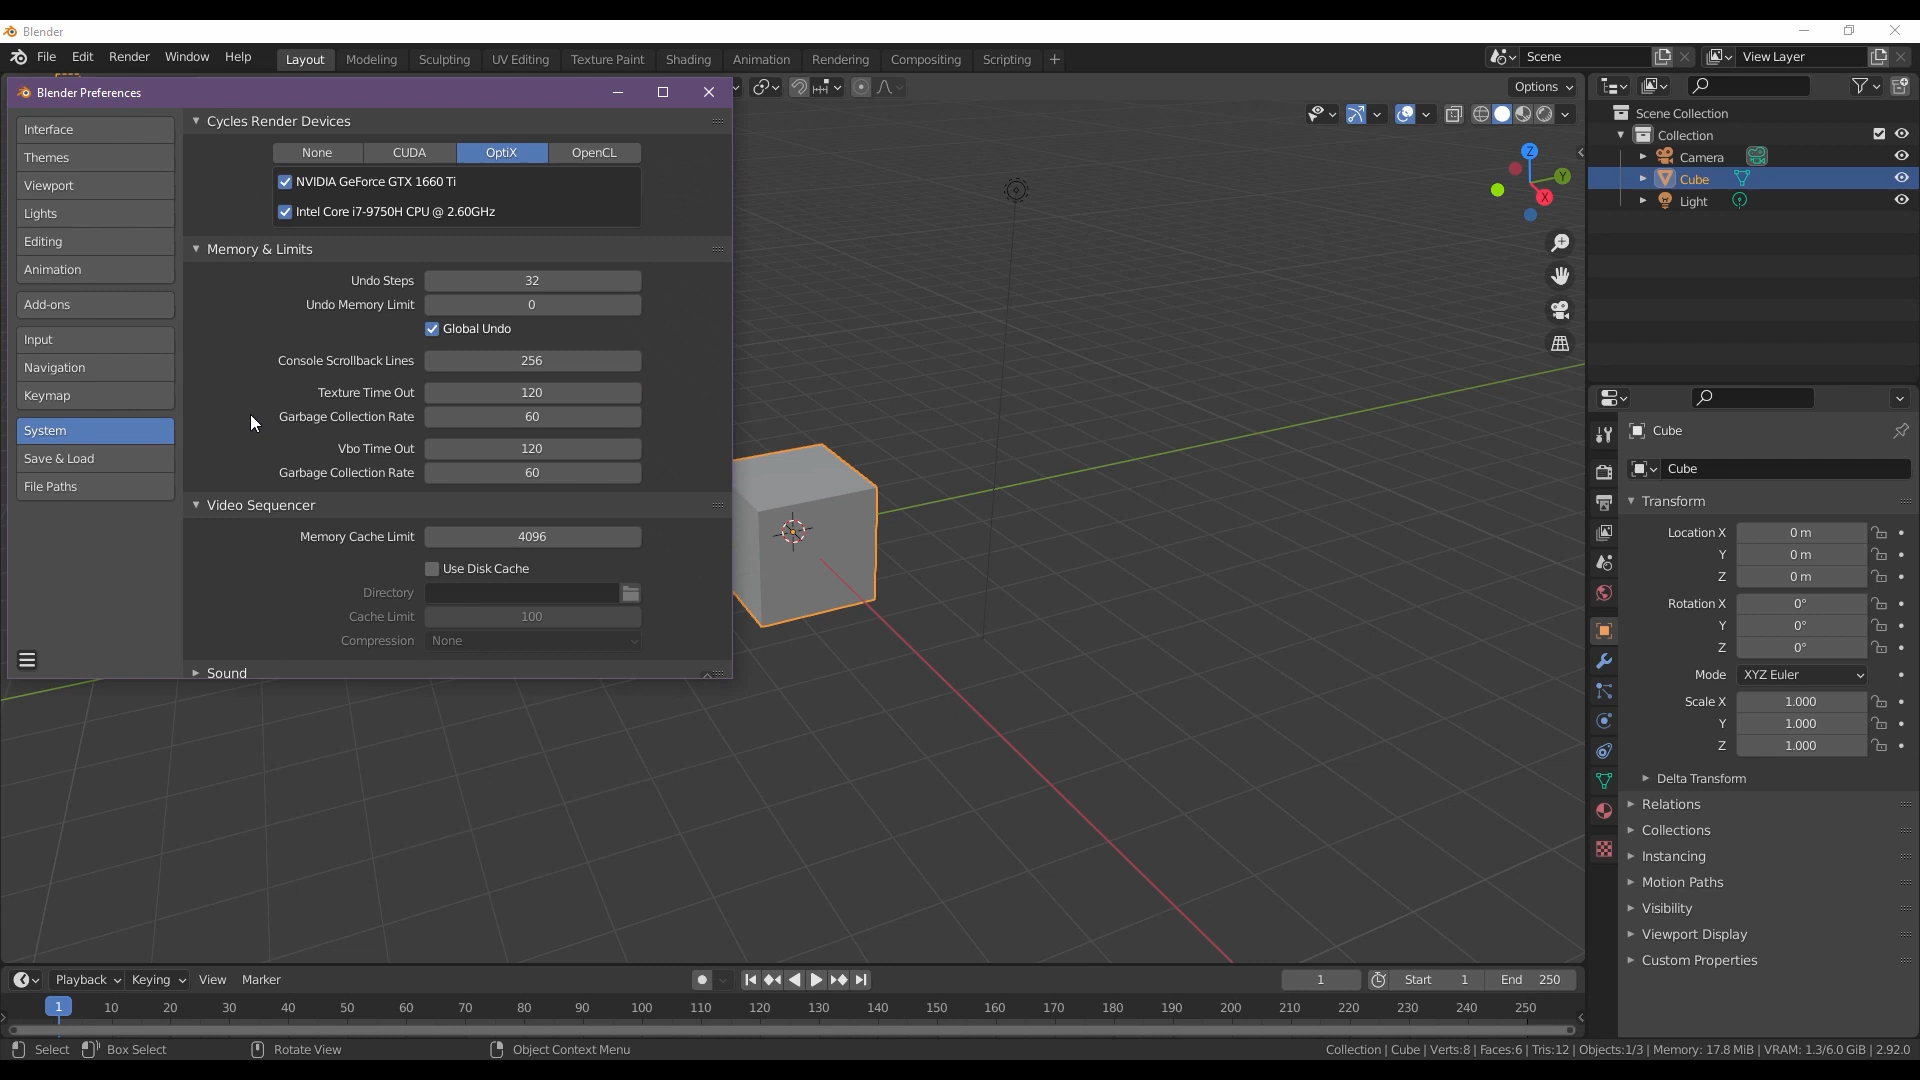 Blender
File Edit Render Window Help Layout Modeling Sculpting UV Editing Texture Paint Shading Animation Rendering Compositing Scripting + Scene View Layer
Blender Preferences
Options
Interface
Themes
Viewport
Lights
Editing
Animation
Add-ons
Input
Navigation
Keymap
System
Save & Load
File Paths
Cycles Render Devices
None CUDA OptiX OpenCL
NVIDIA GeForce GTX 1660 Ti
Intel Core i7-9750H CPU @ 2.60GHz
Memory & Limits
Undo Steps 32
Undo Memory Limit 0
Global Undo
Console Scrollback Lines 256
Texture Time Out 120
Garbage Collection Rate 60
Vbo Time Out 120
Garbage Collection Rate 60
Video Sequencer
Memory Cache Limit 4096
Use Disk Cache
Directory
Cache Limit 100
Compression None
Sound
Z
Y
X
Scene Collection
Collection
Camera
Cube
Light
Cube
Cube
Transform
Location X 0 m
Y 0 m
Z 0 m
Rotation X 0°
Y 0°
Z 0°
Mode XYZ Euler
Scale X 1.000
Y 1.000
Z 1.000
Delta Transform
Relations
Collections
Instancing
Motion Paths
Visibility
Viewport Display
Custom Properties
Playback Keying View Marker 1 Start 1 End 250
1 10 20 30 40 50 60 70 80 90 100 110 120 130 140 150 160 170 180 190 200 210 220 230 240 250
Select Box Select Rotate View Object Context Menu Collection | Cube | Verts:8 | Faces:6 | Tris:12 | Objects:1/3 | Memory: 17.8 MiB | VRAM: 1.3/6.0 GiB | 2.92.0